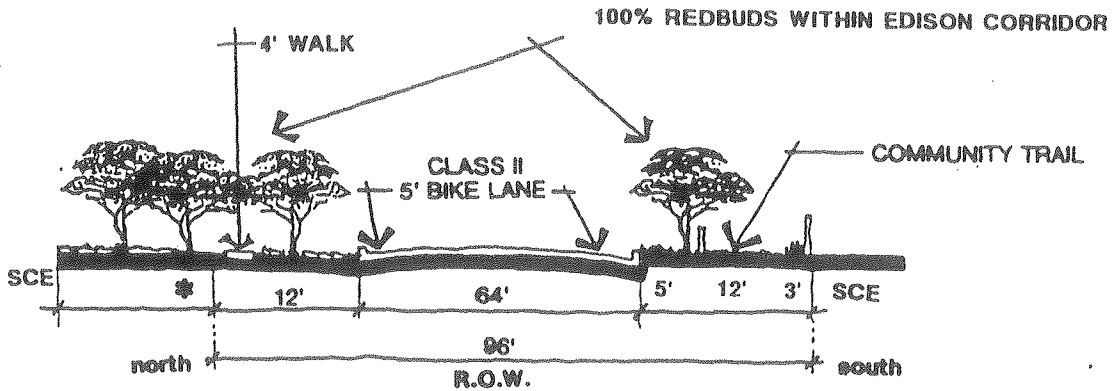 100% REDBUDS WITHIN EDISON CORRIDOR
4' WALK
CLASS II
5' BIKE LANE
COMMUNITY TRAIL
SCE
*
12'
64'
5'
12'
3'
SCE
north
96'
south
R.O.W.